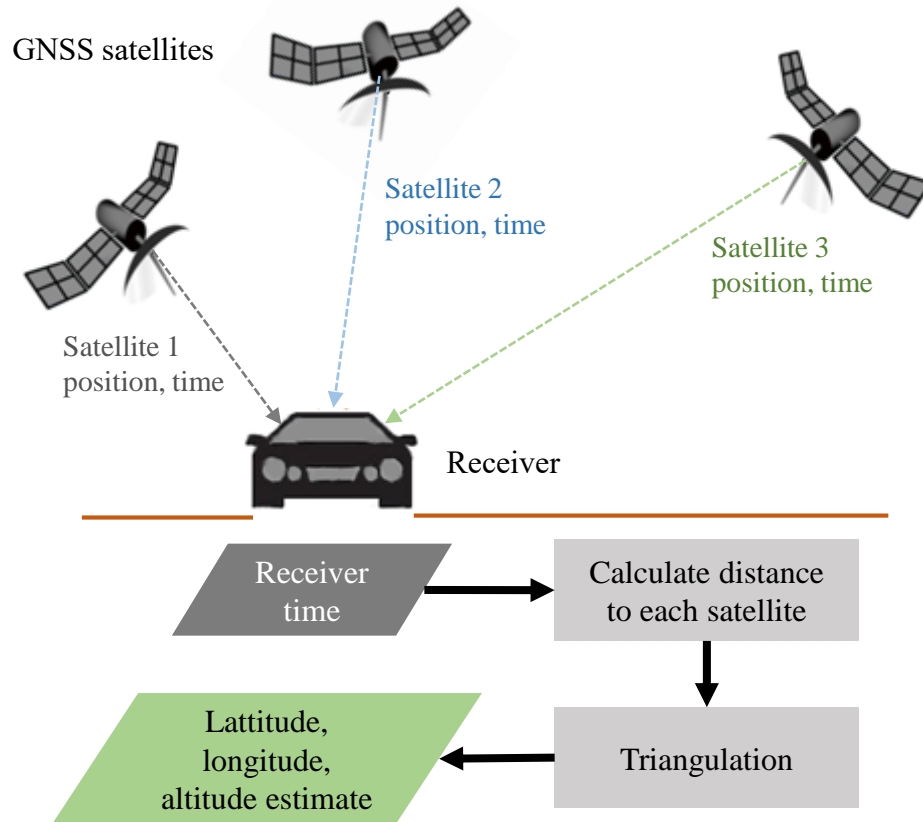 GNSS satellites
Satellite 2
position, time
Satellite 3
position, time
Satellite 1
position, time
Receiver
Receiver
time
Calculate distance
to each satellite
Lattitude,
longitude,
altitude estimate
Triangulation